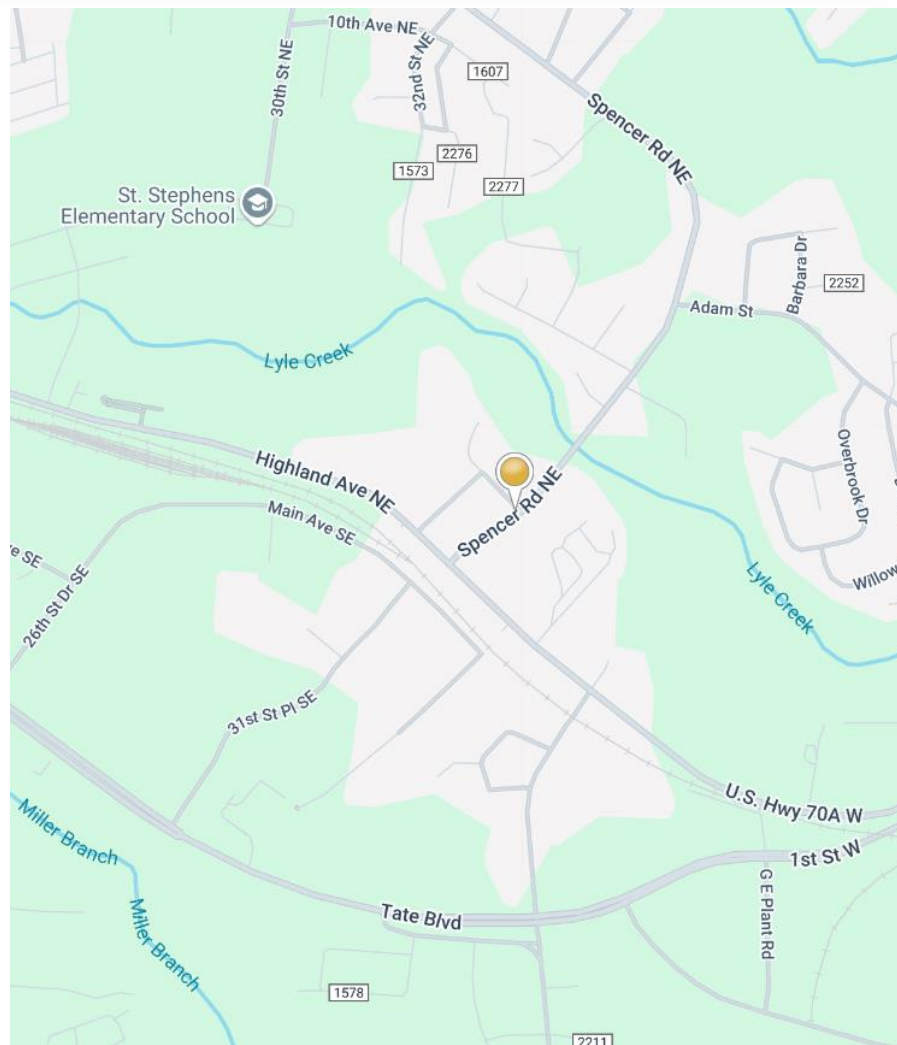 10th Ave NE
30th St NE
32nd St NE
1607
Spencer Rd NE
2276
1573
2277
St. Stephens
Elementary School
Barbara Dr
2252
Adam St
Lyle Creek
Overbrook Dr
Highland Ave NE
Main Ave SE
Spencer Rd NE
Lyle Creek
Willow
26th St Dr SE
31st St Pl SE
U.S. Hwy 70A W
1st St W
Miller Branch
Miller Branch
Tate Blvd
G E Plant Rd
1578
2211